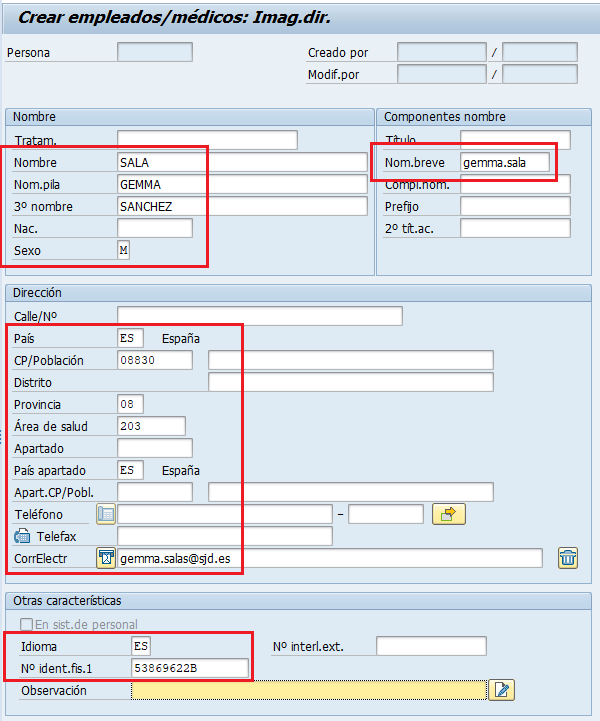 Crear empleados/médicos: Imag.dir.
Persona Creado por /
Modif.por /
Nombre Componentes nombre
Tratam. Título
Nombre SALA Nom.breve gemma.sala
Nom.pila GEMMA Compl.nom.
3º nombre SANCHEZ Prefijo
Nac. 2º tít.ac.
Sexo M
Dirección
Calle/Nº
País ES España
CP/Población 08830
Distrito
Provincia 08
Área de salud 203
Apartado
País apartado ES España
Apart.CP/Pobl.
Teléfono –
Telefax
CorrElectr gemma.salas@sjd.es
Otras características
En sist.de personal
Idioma ES Nº interl.ext.
Nº ident.fis.1 53869622B
Observación